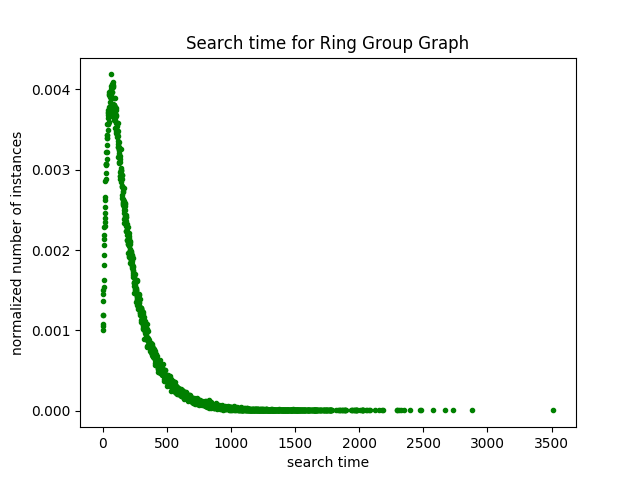 Search time for Ring Group Graph
normalized number of instances
0.004
0.003
0.002
0.001
0.000
0 500 1000 1500 2000 2500 3000 3500
search time